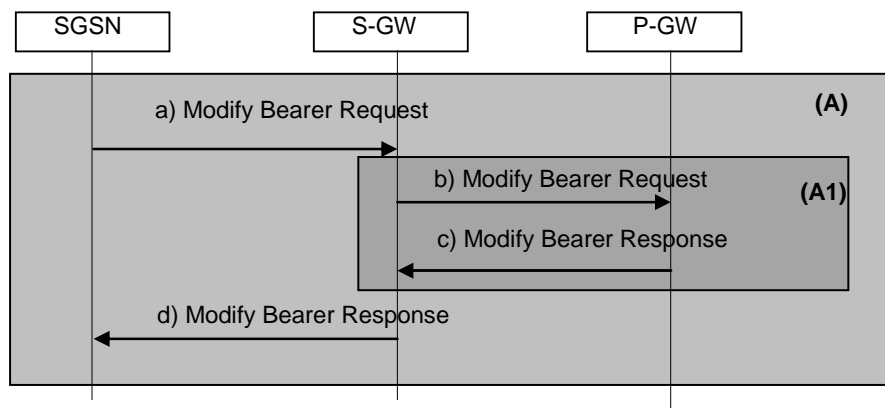 SGSN
S-GW
P-GW
(A)
a) Modify Bearer Request
b) Modify Bearer Request
(A1)
c) Modify Bearer Response
d) Modify Bearer Response